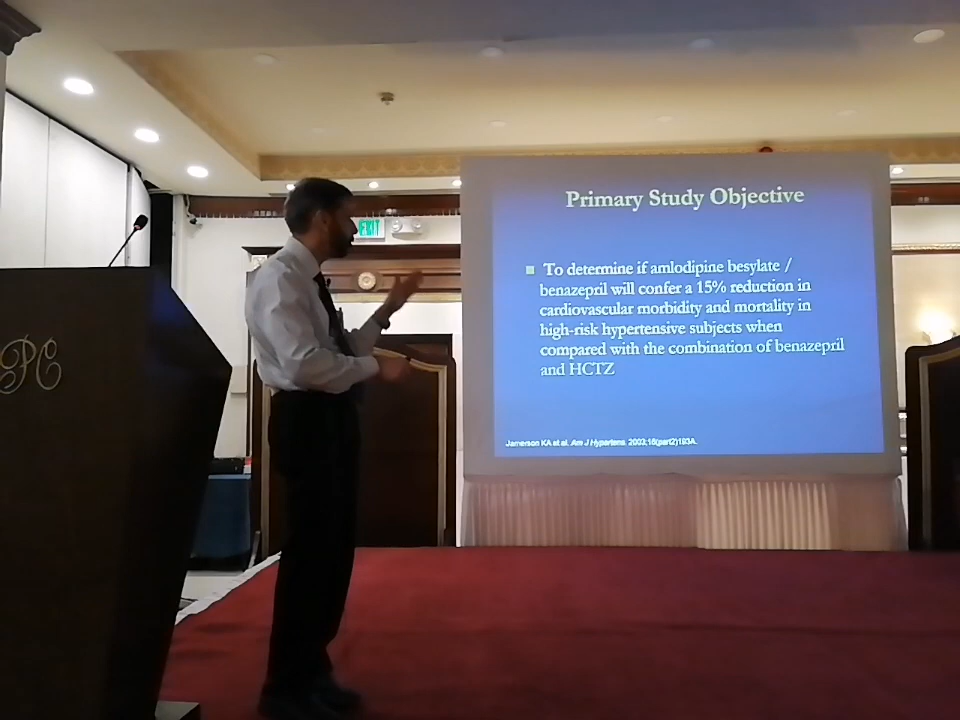 Primary Study Objective
To determine if amlodipine besylate /
benazepril will confer a 15% reduction in
cardiovascular morbidity and mortality in
high-risk hypertensive subjects when
compared with the combination of benazepril
and HCTZ
Jamerson KA et al. Am J Hypertens. 2003;16(part2)193A.
EXIT
PC